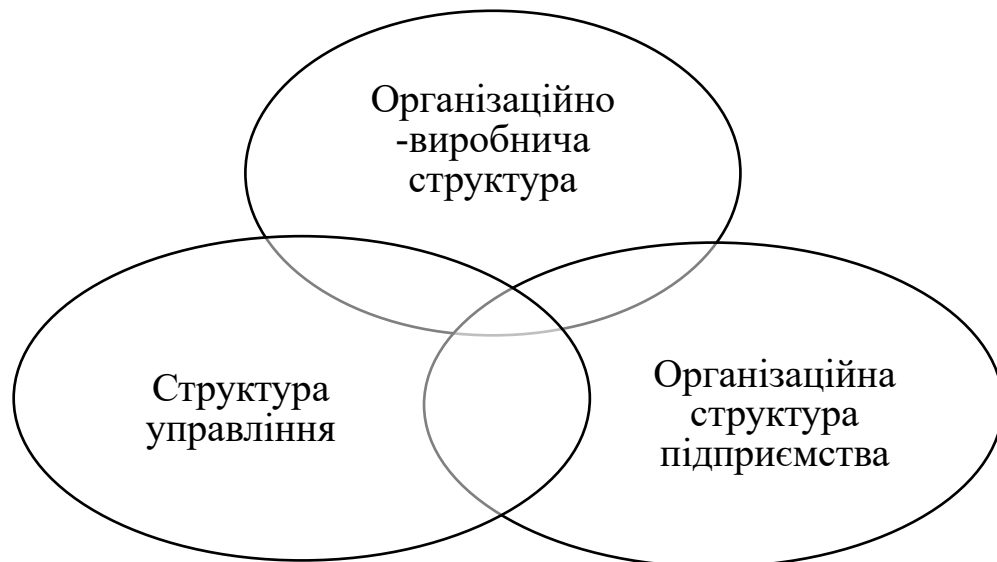 Організаційно
-виробнича
структура
Структура
управління
Організаційна
структура
підприємства